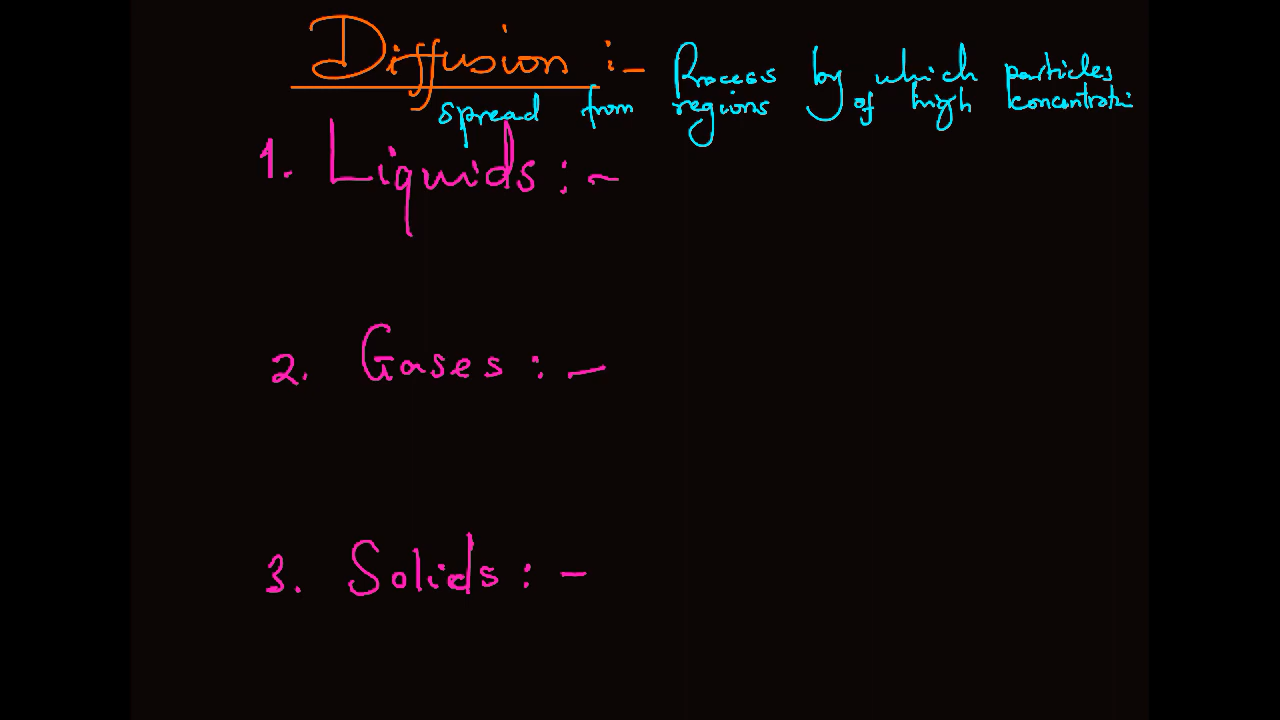 Diffusion :- Process by which particles
spread from regions of high concentrati
1. Liquids :-
2. Gases :-
3. Solids :-